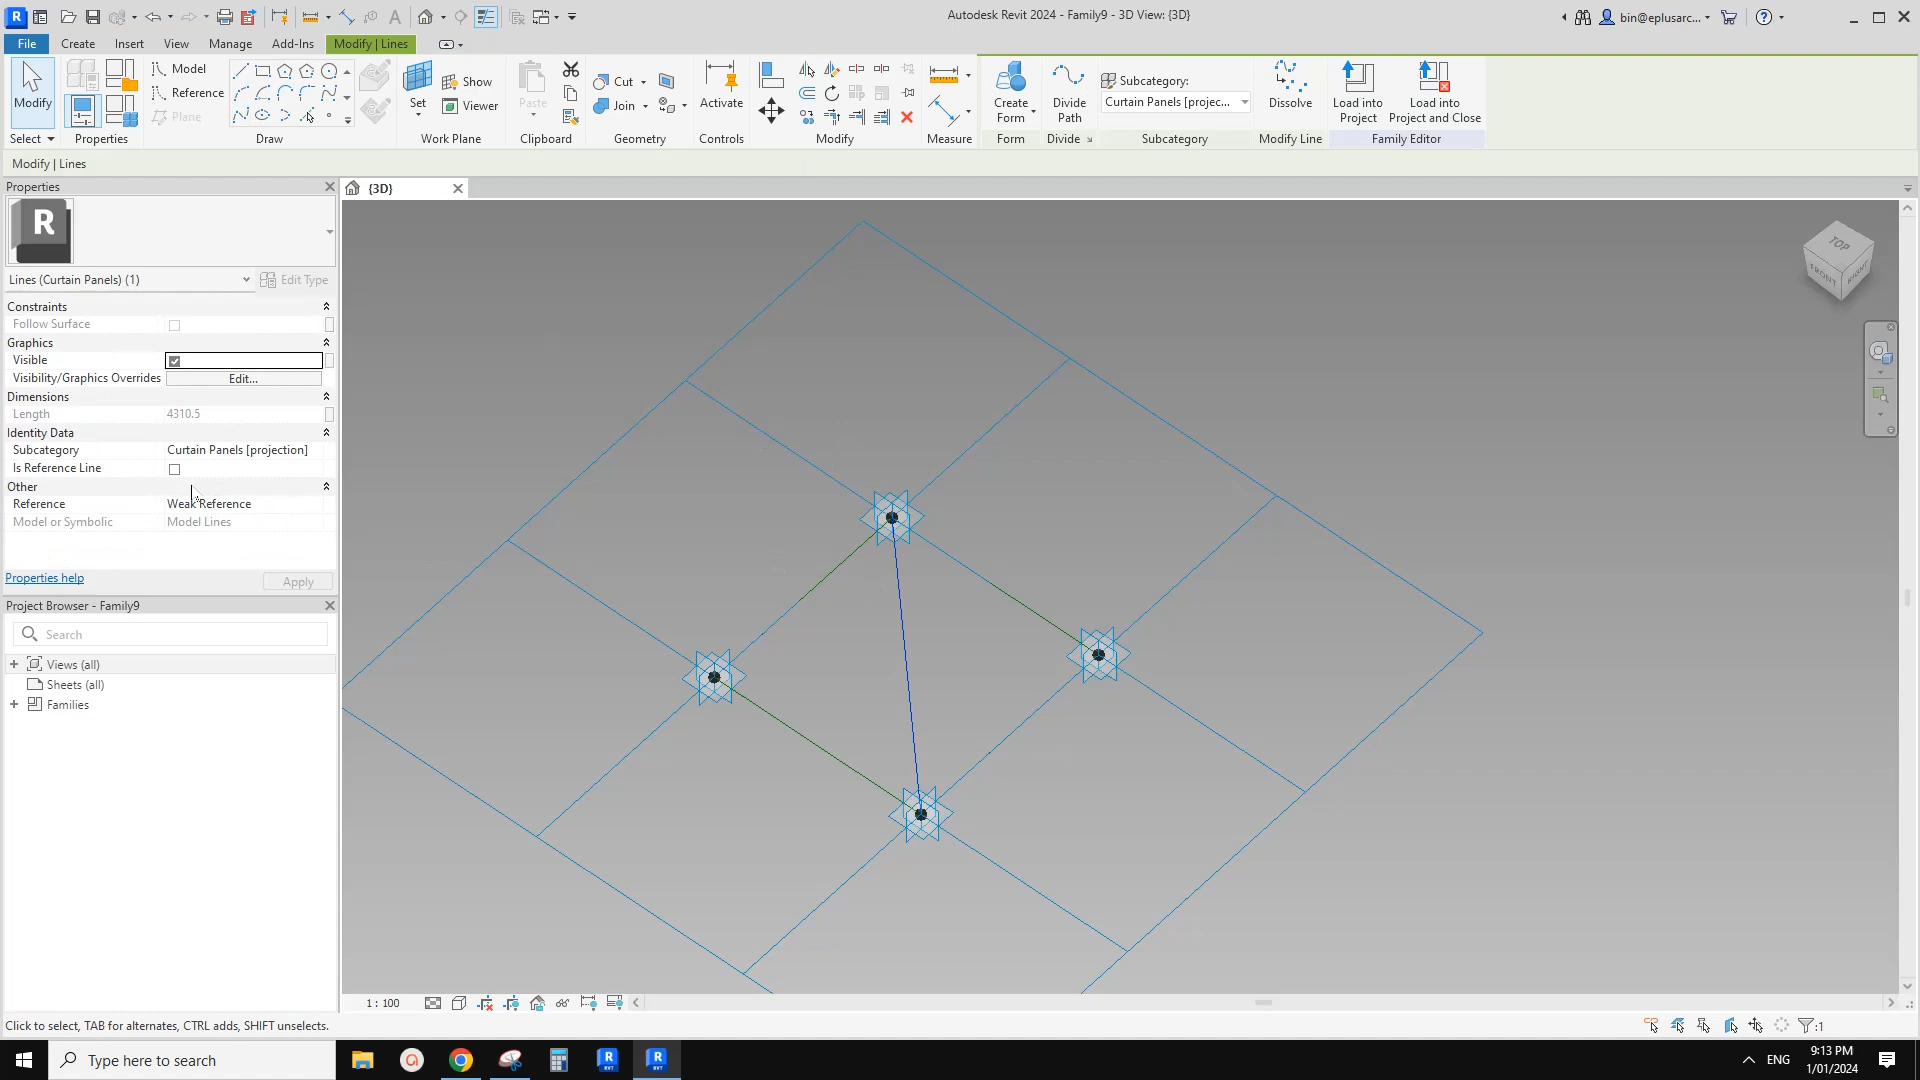 Autodesk Revit 2024 - Family9 - 3D View: {3D}
bin@eplusarc...
File
Create
Insert
View
Manage
Add-Ins
Modify | Lines
Modify
Select
Properties
Model
Reference
Plane
Draw
Set
Show
Viewer
Work Plane
Paste
Clipboard
Cut
Join
Geometry
Activate
Controls
Modify
Measure
Create
Form
Form
Divide
Path
Divide
Subcategory:
Curtain Panels [projec...
Subcategory
Dissolve
Modify Line
Load into
Project
Load into
Project and Close
Family Editor
Modify | Lines
Properties
{3D}
R
Lines (Curtain Panels) (1)
Edit Type
Constraints
Follow Surface
Graphics
Visible
Visibility/Graphics Overrides
Edit...
Dimensions
Length 4310.5
Identity Data
Subcategory Curtain Panels [projection]
Is Reference Line
Other
Reference Weak Reference
Model or Symbolic Model Lines
Properties help
Apply
Project Browser - Family9
Search
Views (all)
Sheets (all)
Families
TOP
FRONT
RIGHT
1 : 100
Click to select, TAB for alternates, CTRL adds, SHIFT unselects.
:1
Type here to search
ENG
9:13 PM
1/01/2024